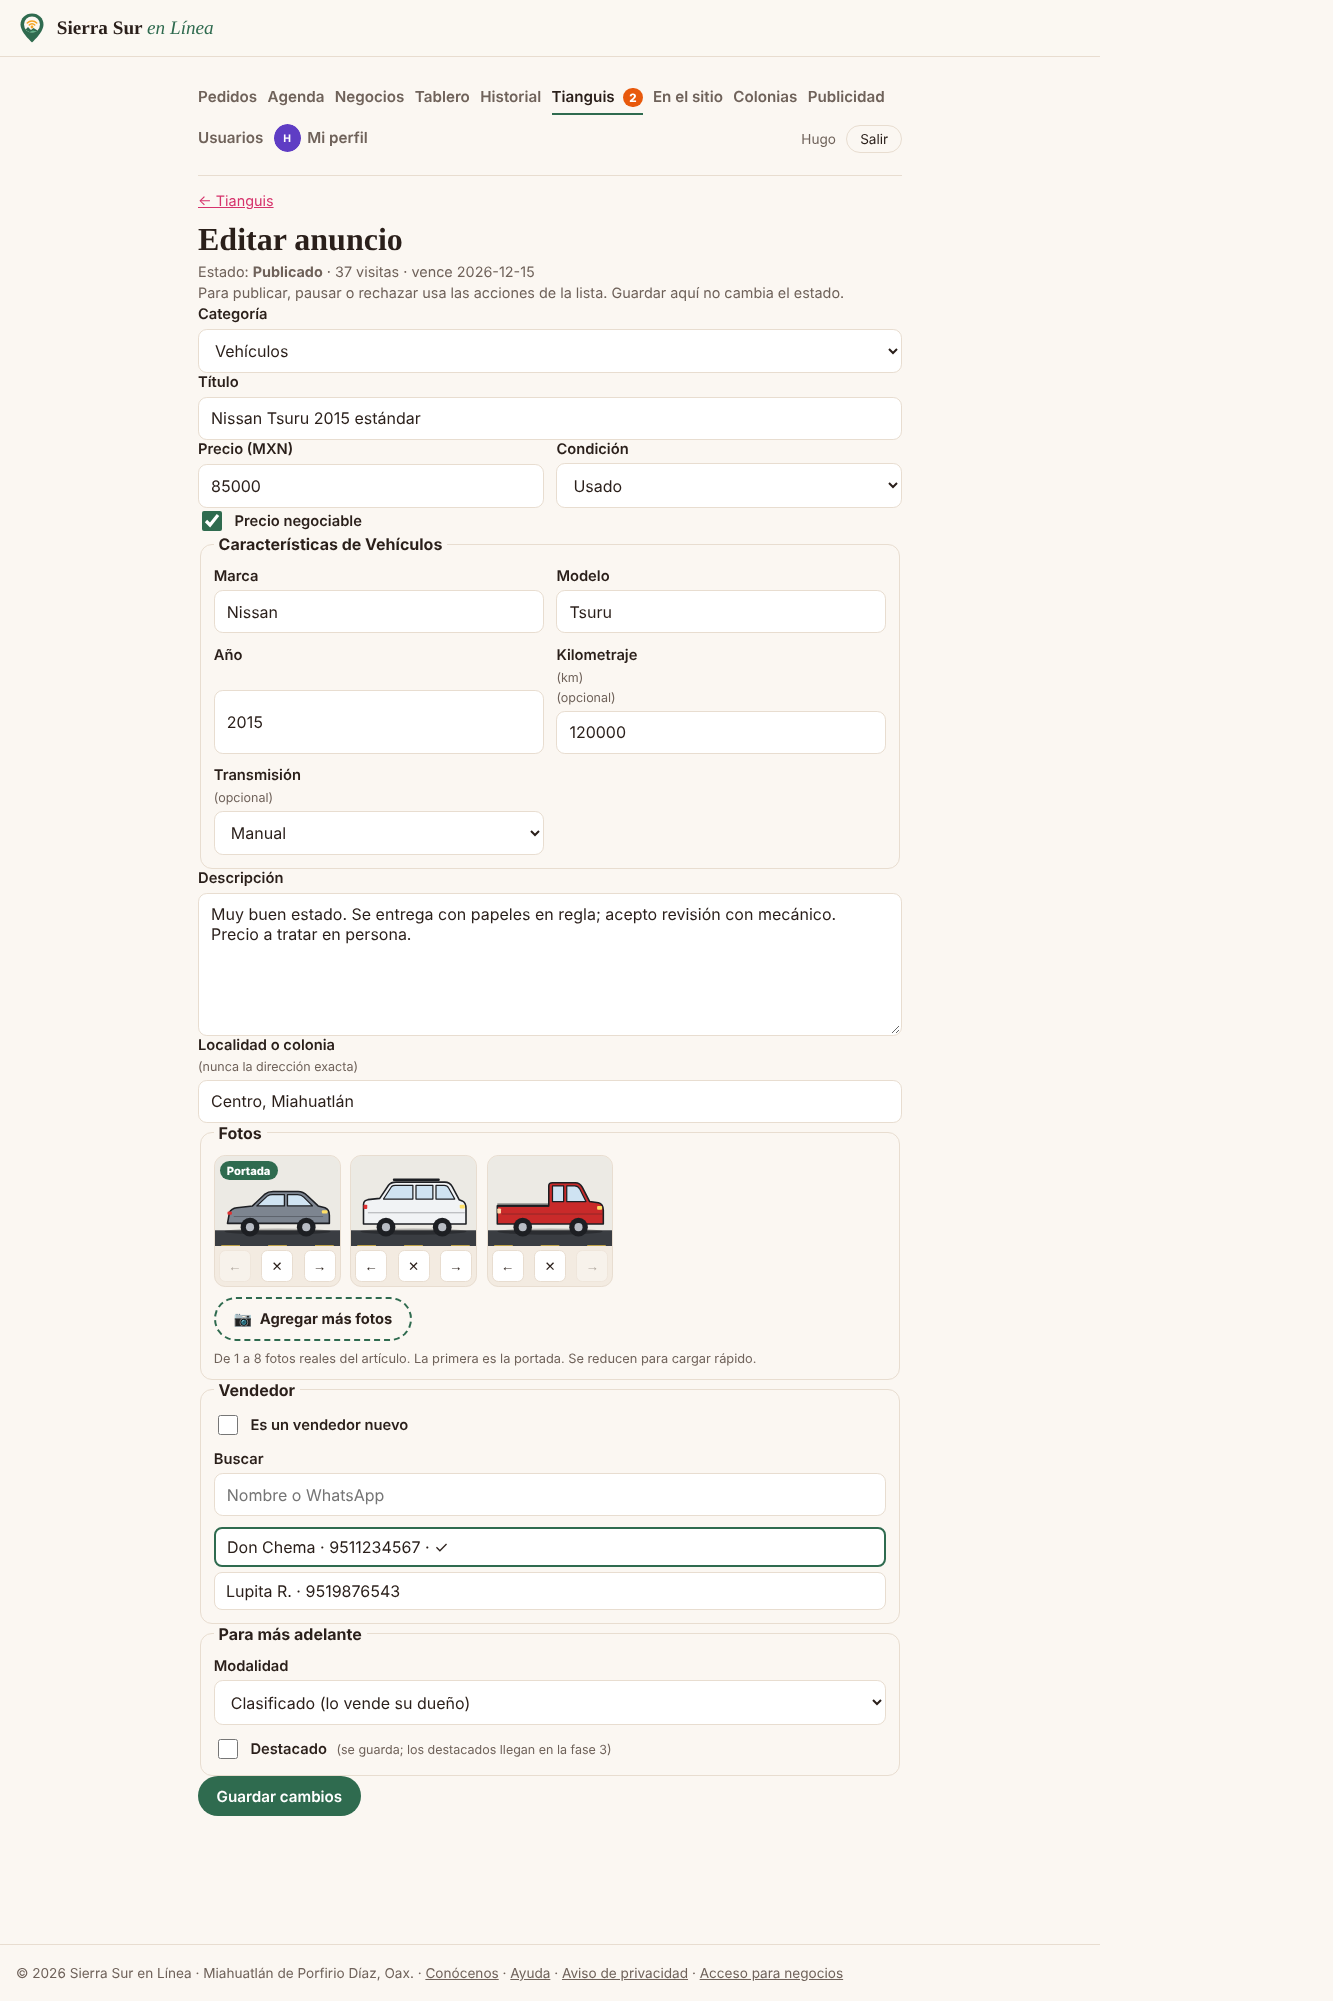 Sierra Sur en Línea
Pedidos Agenda Negocios Tablero Historial Tianguis 2 En el sitio Colonias Publicidad
Usuarios H Mi perfil Hugo Salir
← Tianguis
Editar anuncio
Estado: Publicado · 37 visitas · vence 2026-12-15
Para publicar, pausar o rechazar usa las acciones de la lista. Guardar aquí no cambia el estado.
Categoría
Vehículos
Título
Nissan Tsuru 2015 estándar
Precio (MXN) Condición
85000 Usado
Precio negociable
Características de Vehículos
Marca Modelo
Nissan Tsuru
Año Kilometraje
(km)
(opcional)
2015 120000
Transmisión
(opcional)
Manual
Descripción
Muy buen estado. Se entrega con papeles en regla; acepto revisión con mecánico.
Precio a tratar en persona.
Localidad o colonia
(nunca la dirección exacta)
Centro, Miahuatlán
Fotos
Portada
← ✕ → ← ✕ → ← ✕ →
📷 Agregar más fotos
De 1 a 8 fotos reales del artículo. La primera es la portada. Se reducen para cargar rápido.
Vendedor
Es un vendedor nuevo
Buscar
Nombre o WhatsApp
Don Chema · 9511234567 · ✓
Lupita R. · 9519876543
Para más adelante
Modalidad
Clasificado (lo vende su dueño)
Destacado (se guarda; los destacados llegan en la fase 3)
Guardar cambios
© 2026 Sierra Sur en Línea · Miahuatlán de Porfirio Díaz, Oax. · Conócenos · Ayuda · Aviso de privacidad · Acceso para negocios